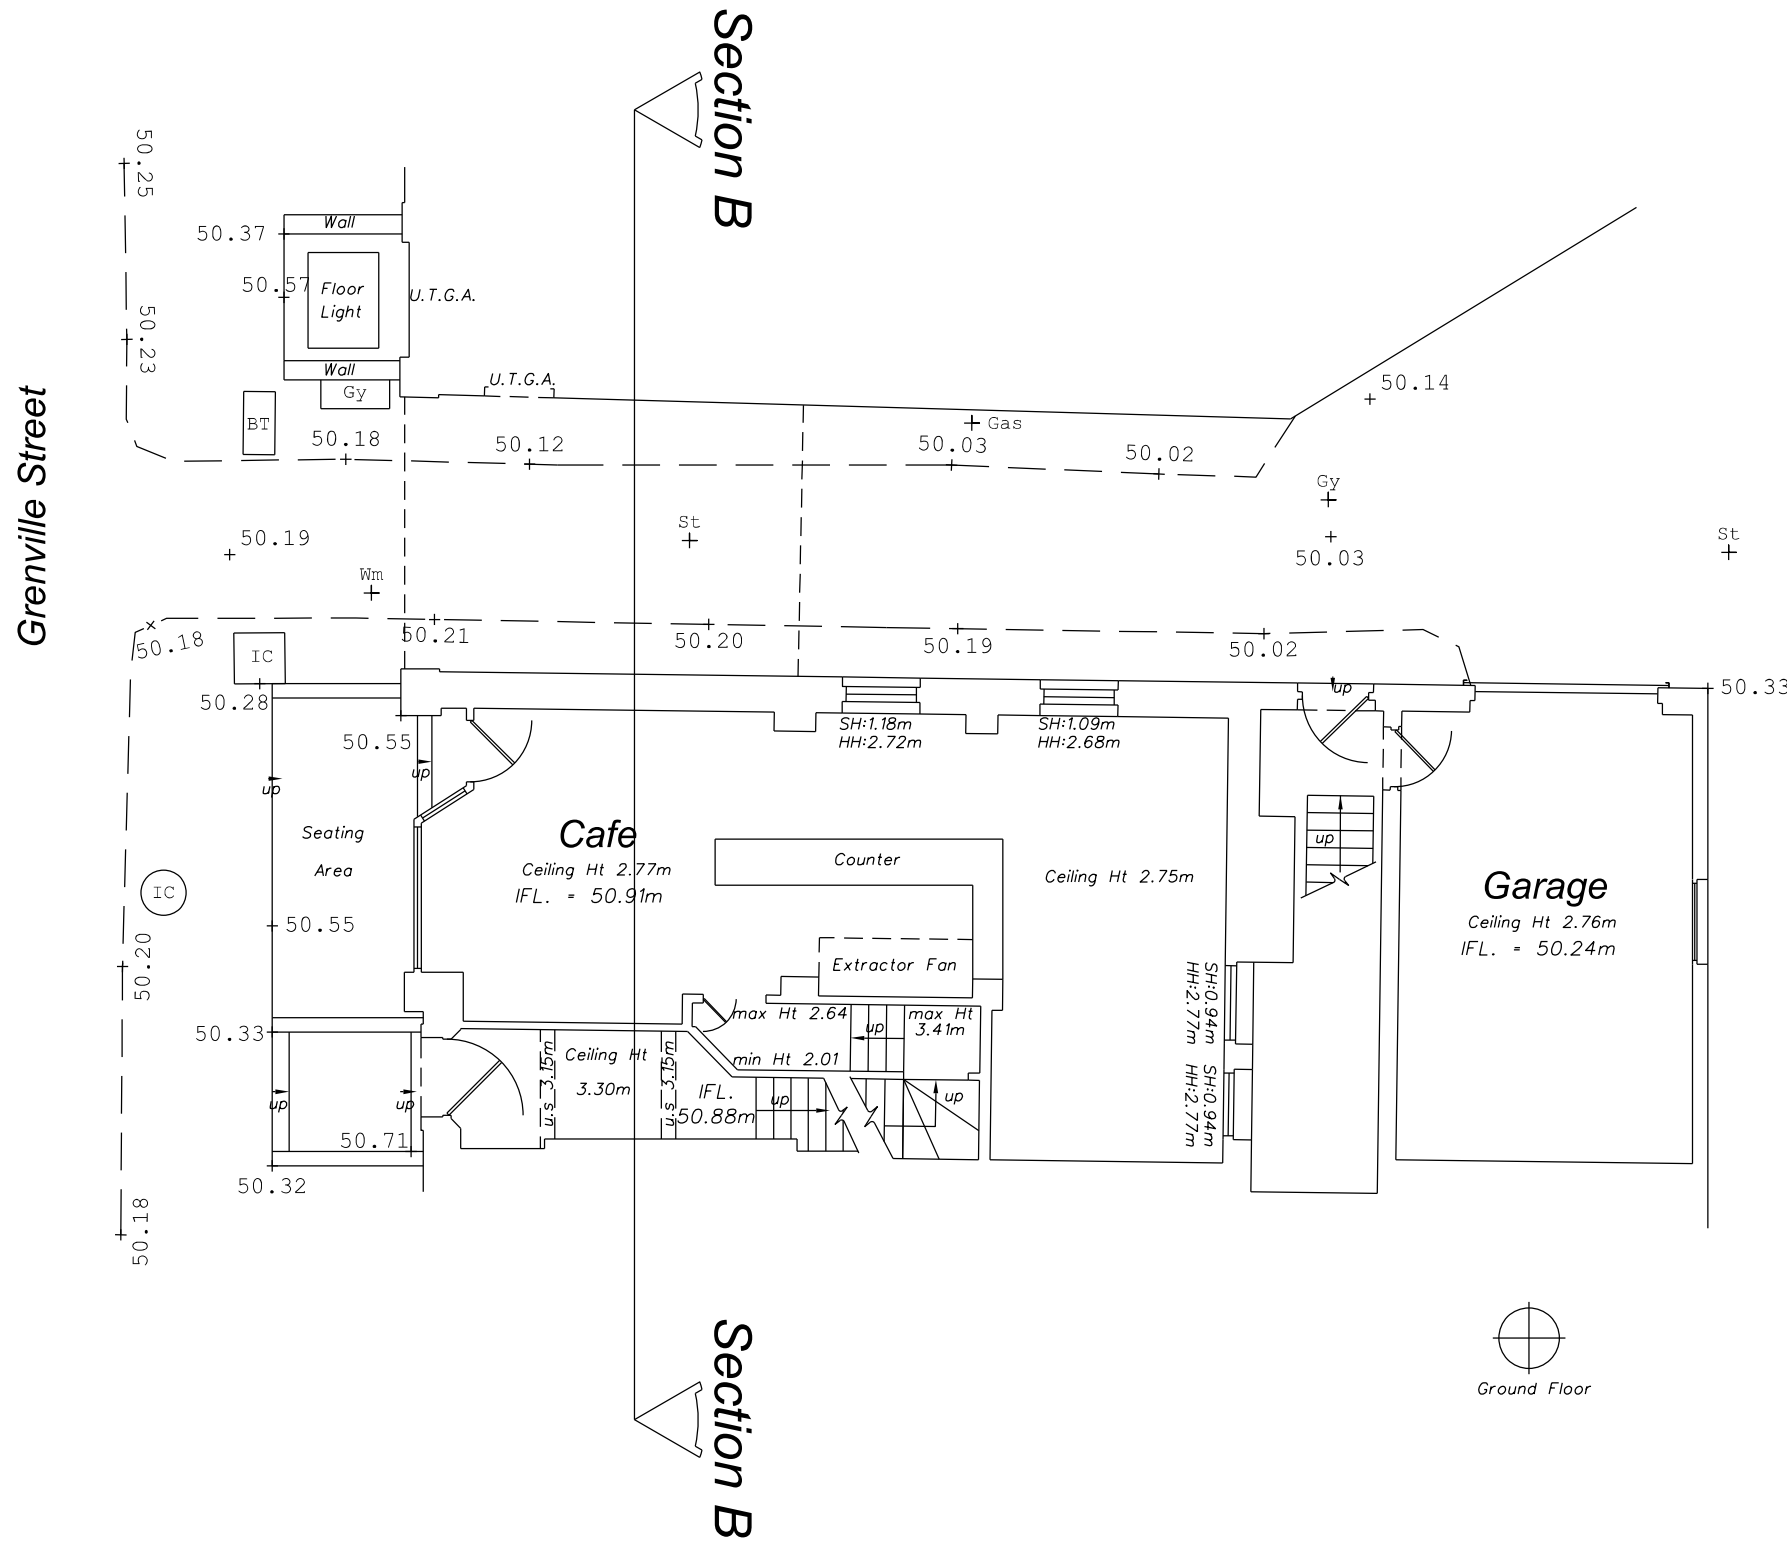 Section B
50.25
Wall
50.37
50.57
Floor
Light
U.T.G.A.
50.23
Wall
U.T.G.A.
Gy
BT
50.14
Grenville Street
50.18
50.12
Gas
50.03
50.02
Gy
50.19
St
50.03
St
Wm
50.18
50.21
50.20
50.19
50.02
IC
50.28
up
50.33
50.55
SH:1.18m
HH:2.72m
SH:1.09m
HH:2.68m
up
up
Seating
Area
Cafe
Ceiling Ht 2.77m
IFL. = 50.91m
Counter
Ceiling Ht 2.75m
up
Garage
Ceiling Ht 2.76m
IFL. = 50.24m
IC
50.55
50.20
Extractor Fan
SH:0.94m
HH:2.77m
max Ht 2.64
up
max Ht
3.41m
50.33
u.s 3.15m
Ceiling Ht
3.30m
u.s 3.15m
min Ht 2.01
SH:0.94m
HH:2.77m
up
up
IFL.
50.88m
up
up
50.71
50.32
50.18
Section B
Ground Floor